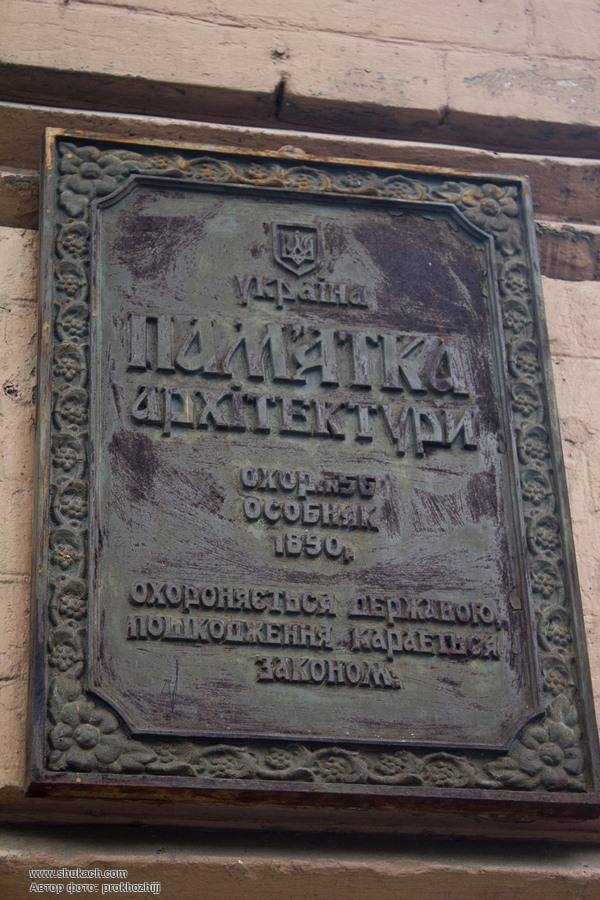 Україна
ПАМ'ЯТКА
архітектури
охор.№56
особняк
1890р.
охороняється державою,
пошкодження карається
законом.
www.shukach.com
Автор фото: prokhozhijj